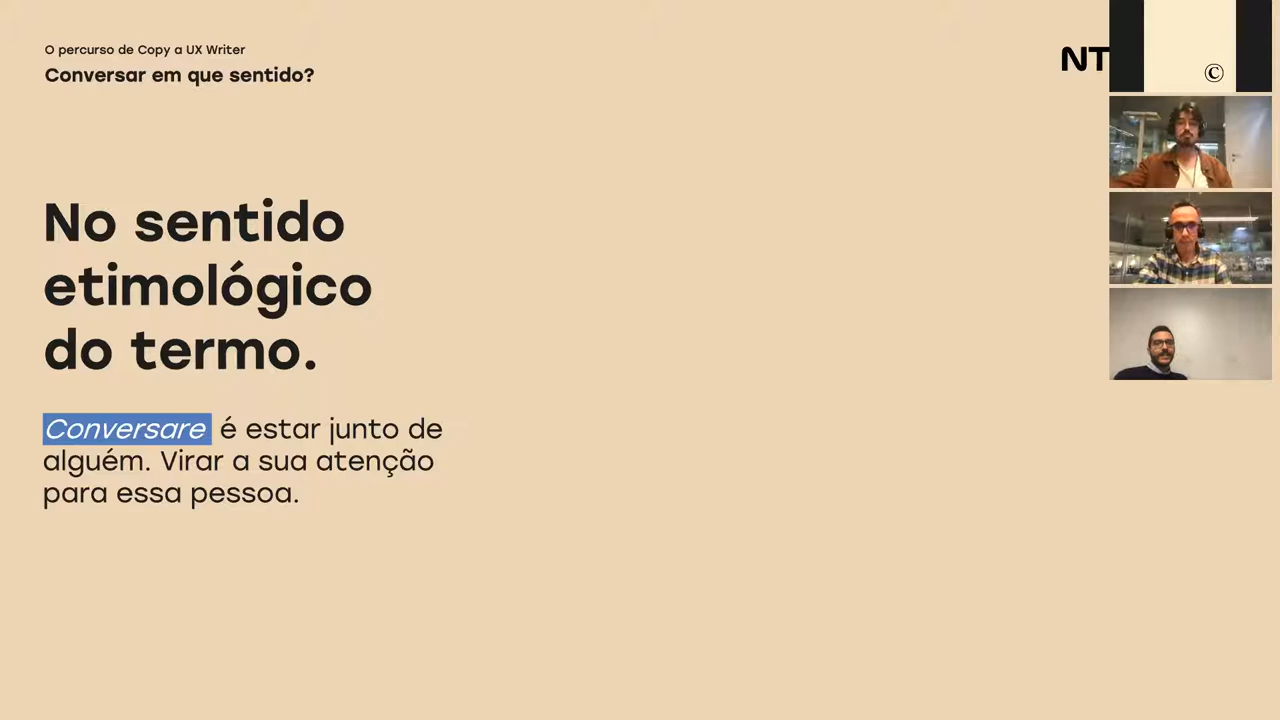 O percurso de Copy a UX Writer
Conversar em que sentido?
NT
©
No sentido
etimológico
do termo.
Conversare é estar junto de
alguém. Virar a sua atenção
para essa pessoa.